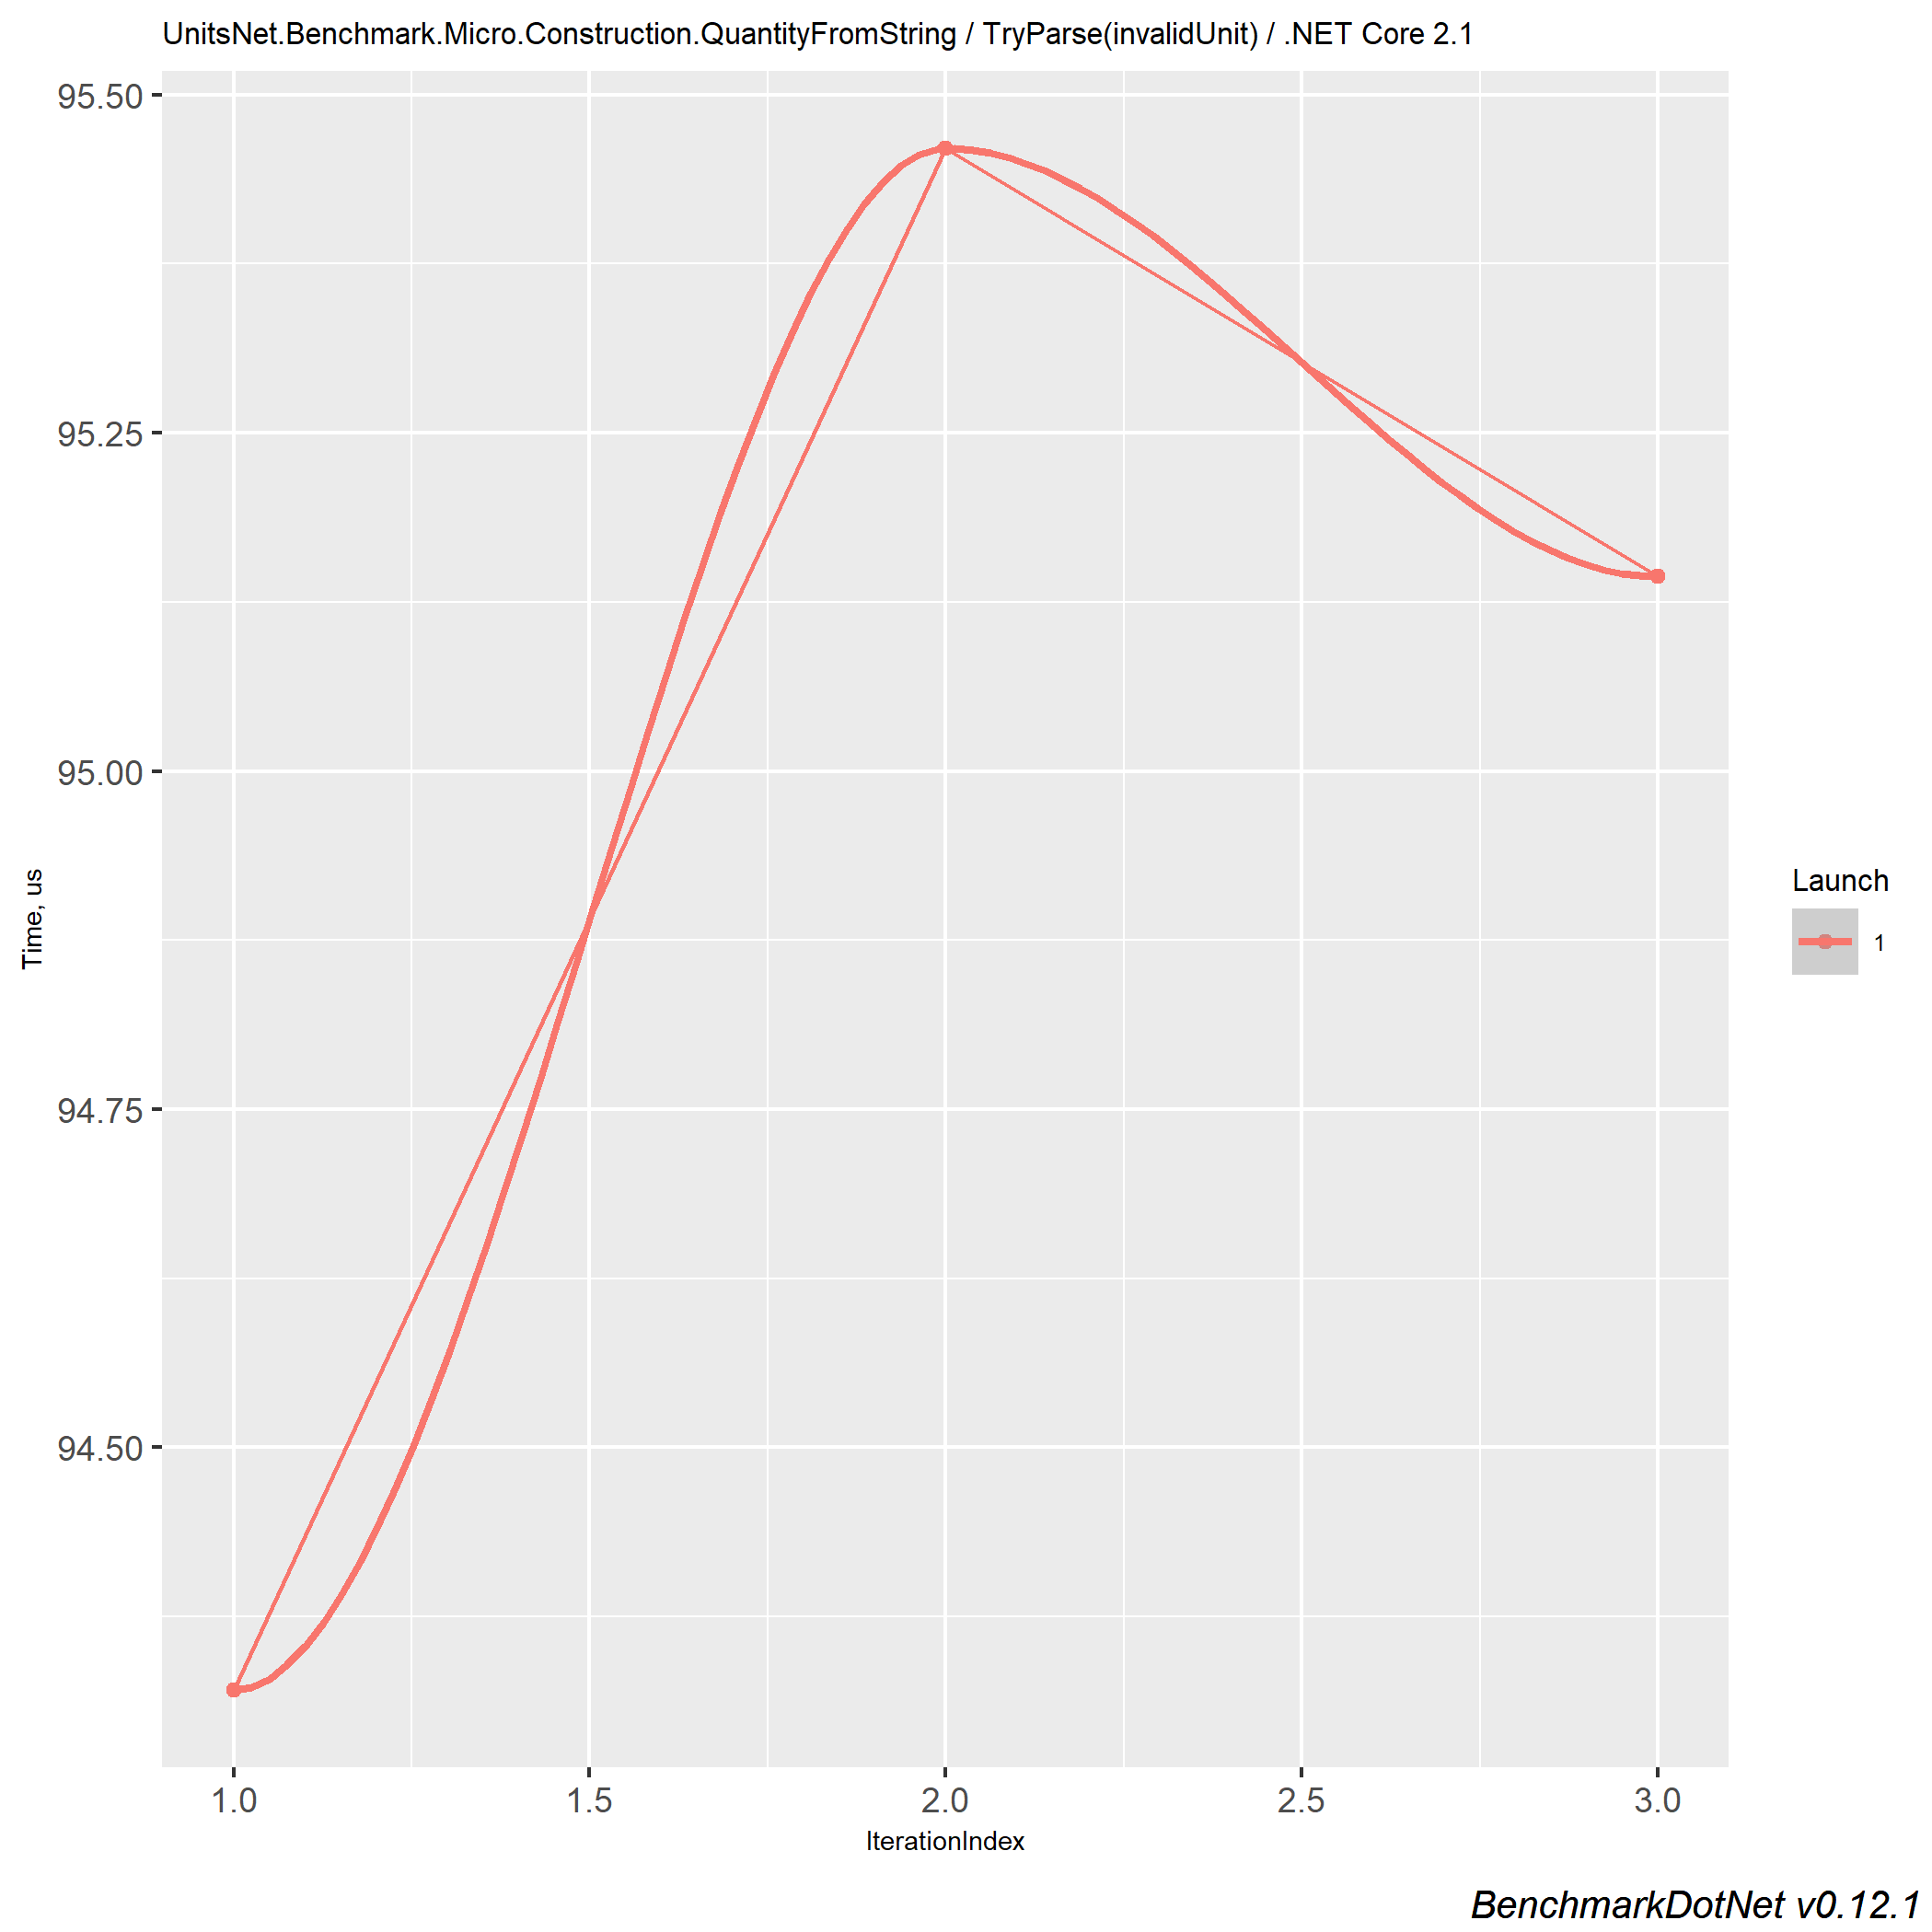 UnitsNet.Benchmark.Micro.Construction.QuantityFromString / TryParse(invalidUnit) / .NET Core 2.1
95.50
95.25
95.00
94.75
94.50
Time, us
Launch
1
1.0 1.5 2.0 2.5 3.0
IterationIndex
BenchmarkDotNet v0.12.1